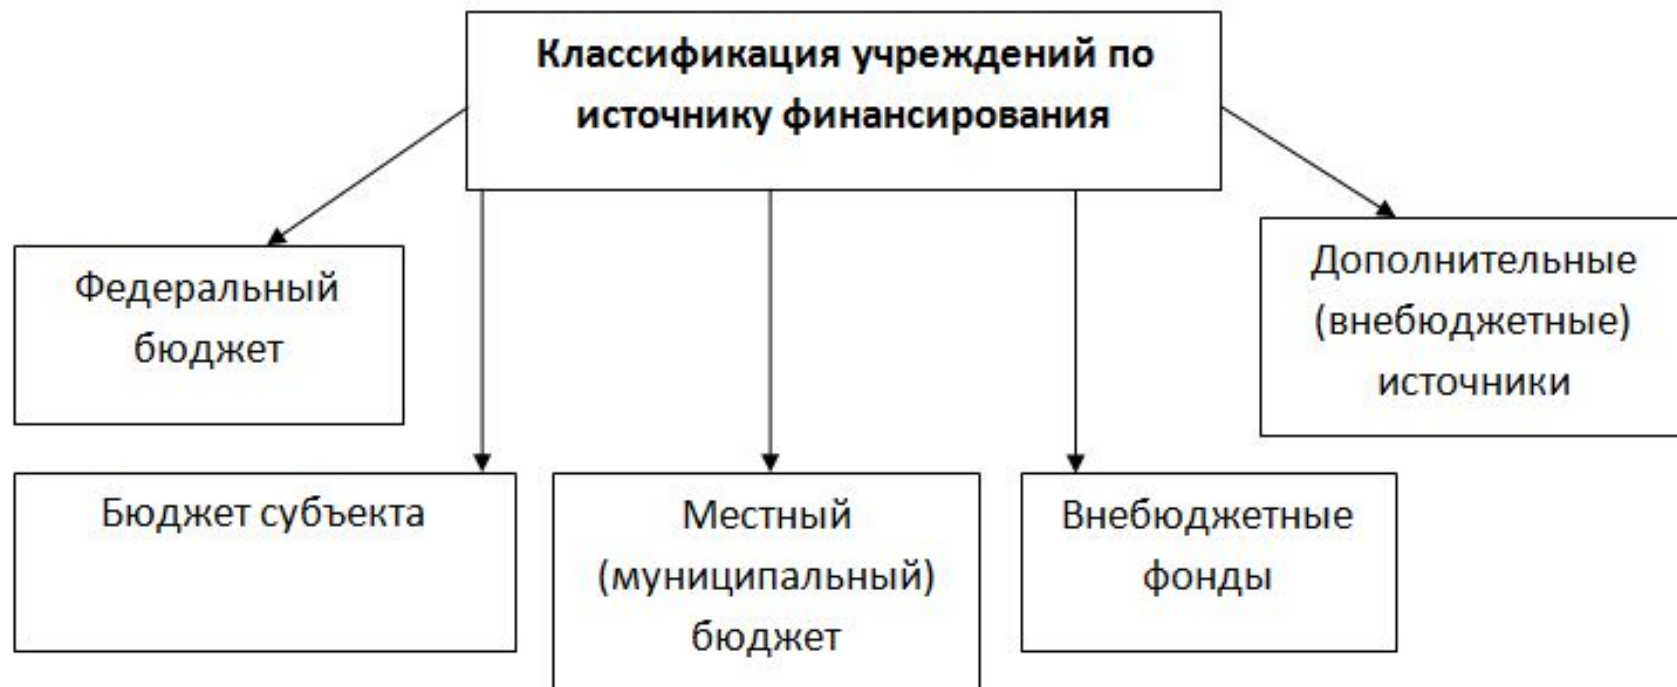 Классификация учреждений по
источнику финансирования
Федеральный
бюджет
Дополнительные
(внебюджетные)
источники
Бюджет субъекта
Местный
(муниципальный)
бюджет
Внебюджетные
фонды